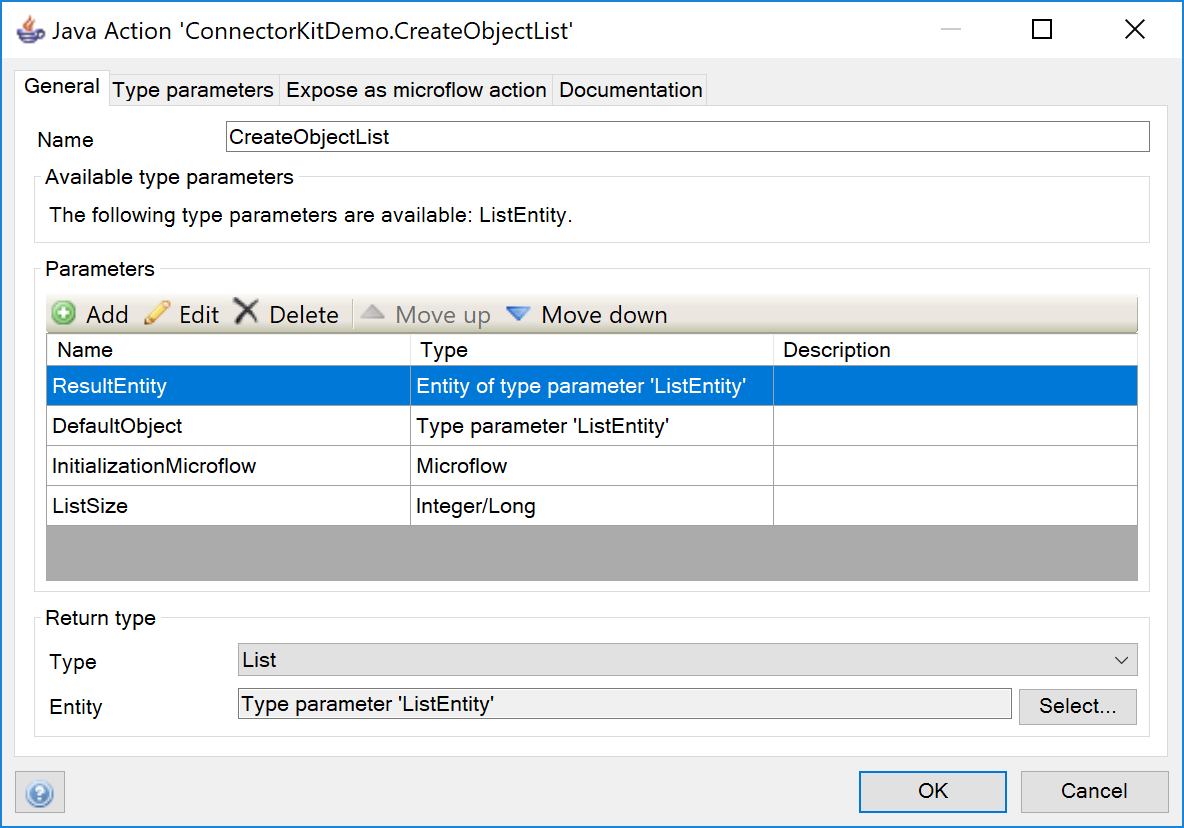 Java Action 'ConnectorKitDemo.CreateObjectList'
General Type parameters Expose as microflow action Documentation
Name CreateObjectList
Available type parameters
The following type parameters are available: ListEntity.
Parameters
Add Edit Delete Move up Move down
Name Type Description
ResultEntity Entity of type parameter 'ListEntity'
DefaultObject Type parameter 'ListEntity'
InitializationMicroflow Microflow
ListSize Integer/Long
Return type
Type List
Entity Type parameter 'ListEntity' Select...
? OK Cancel